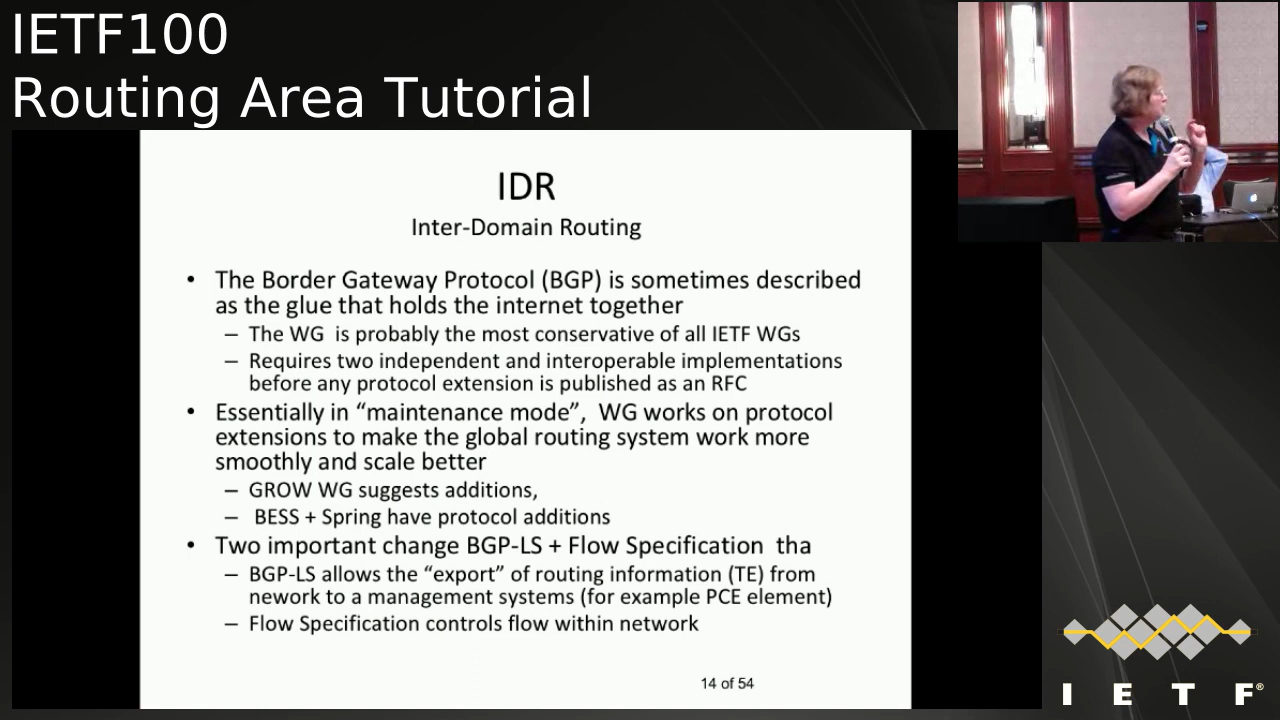 IETF100
Routing Area Tutorial
IDR
Inter-Domain Routing
• The Border Gateway Protocol (BGP) is sometimes described
as the glue that holds the internet together
– The WG is probably the most conservative of all IETF WGs
– Requires two independent and interoperable implementations
before any protocol extension is published as an RFC
• Essentially in “maintenance mode”, WG works on protocol
extensions to make the global routing system work more
smoothly and scale better
– GROW WG suggests additions,
– BESS + Spring have protocol additions
• Two important change BGP-LS + Flow Specification tha
– BGP-LS allows the “export” of routing information (TE) from
nework to a management systems (for example PCE element)
– Flow Specification controls flow within network
14 of 54
I E T F®